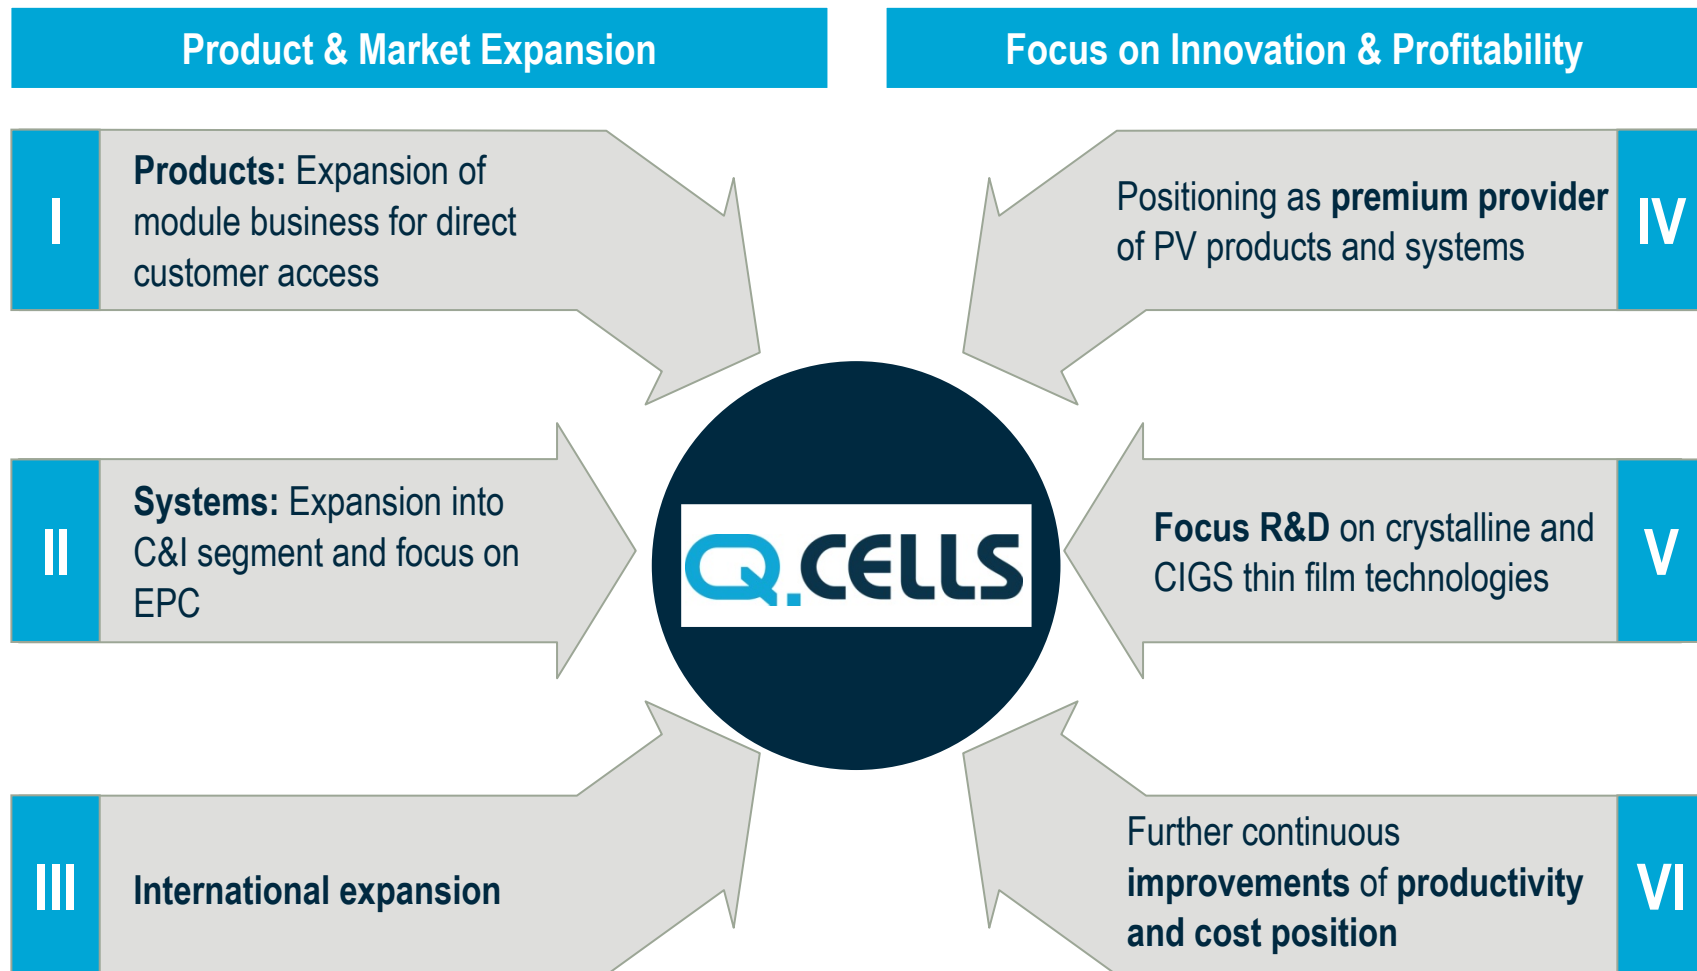 Product & Market Expansion
Focus on Innovation & Profitability
I
Products: Expansion of
module business for direct
customer access
II
Systems: Expansion into
C&I segment and focus on
EPC
III
International expansion
Q.CELLS
Positioning as premium provider
of PV products and systems
IV
Focus R&D on crystalline and
CIGS thin film technologies
V
Further continuous
improvements of productivity
and cost position
VI